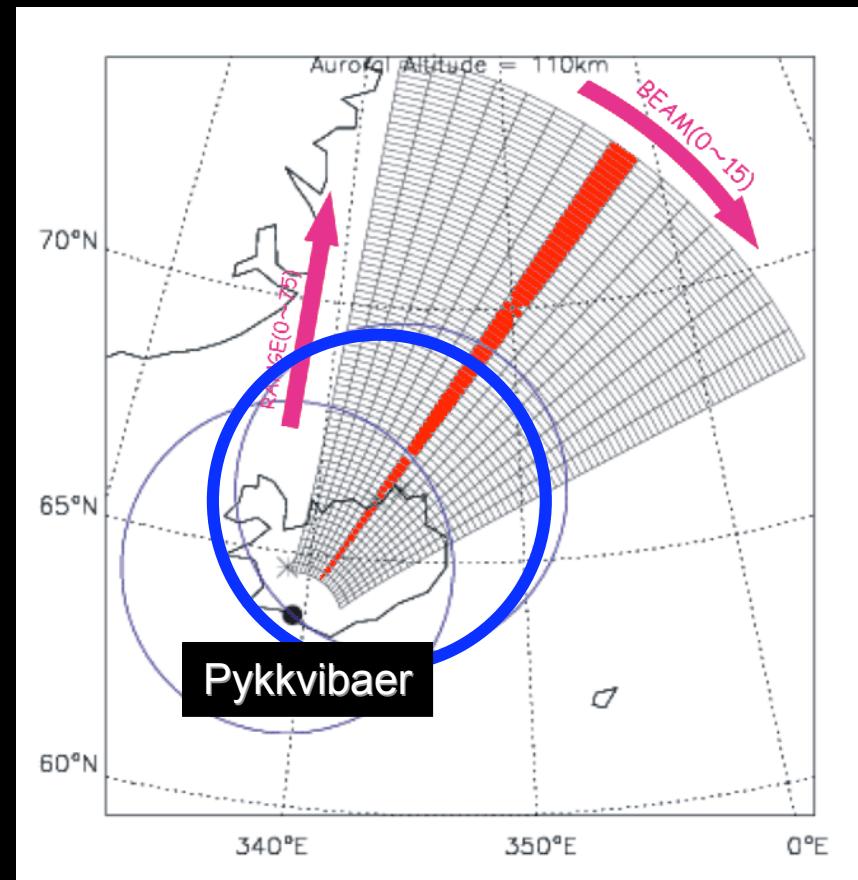 Auroral Altitude = 110km
BEAM(0~15)
70°N
RANGE(0~75)
65°N
Pykkvibaer
60°N
340°E
350°E
0°E